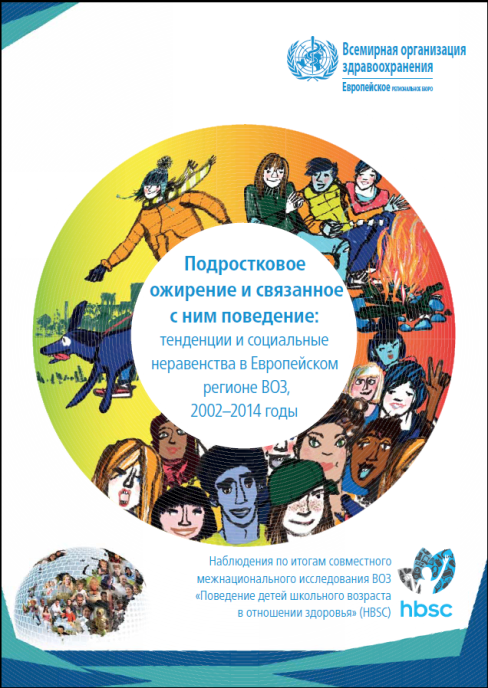 Всемирная организация
здравоохранения
Европейское РЕГИОНАЛЬНОЕ БЮРО
Подростковое
ожирение и связанное
с ним поведение:
тенденции и социальные
неравенства в Европейском
регионе ВОЗ,
2002–2014 годы
Наблюдения по итогам совместного
межнационального исследования ВОЗ
«Поведение детей школьного возраста
в отношении здоровья» (HBSC)
hbsc